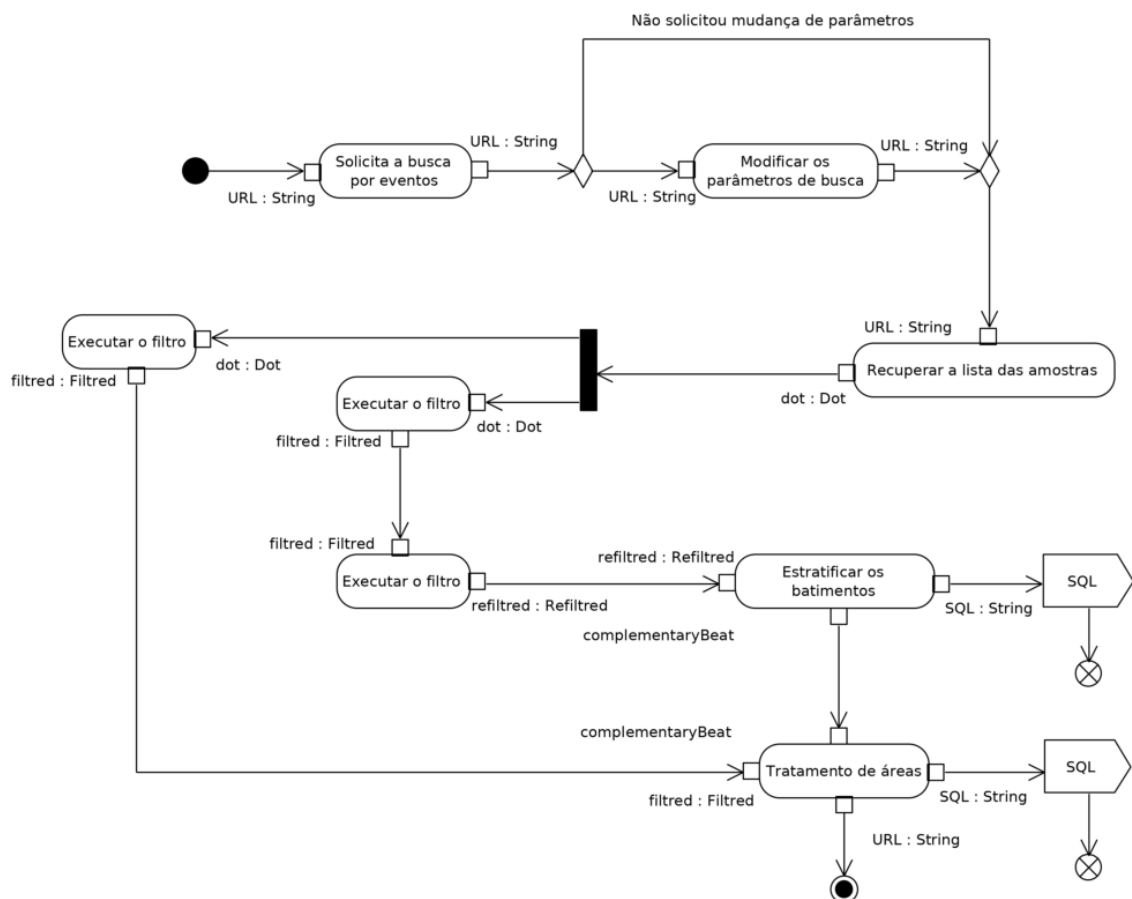 Não solicitou mudança de parâmetros
URL : String
Solicita a busca
por eventos
URL : String
URL : String
Modificar os
parâmetros de busca
URL : String
URL : String
Recuperar a lista das amostras
dot : Dot
Executar o filtro
dot : Dot
filtred : Filtred
Executar o filtro
dot : Dot
filtred : Filtred
filtred : Filtred
Executar o filtro
refiltred : Refiltred
refiltred : Refiltred
Estratificar os
batimentos
SQL : String
SQL
complementaryBeat
complementaryBeat
Tratamento de áreas
filtred : Filtred
SQL : String
SQL
URL : String